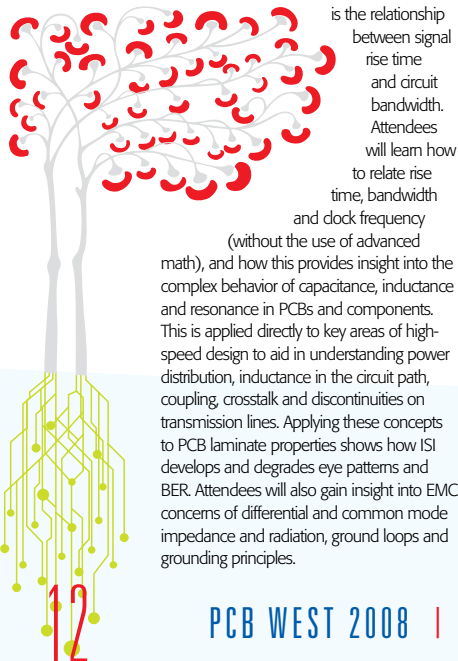 is the relationship
between signal
rise time
and circuit
bandwidth.
Attendees
will learn how
to relate rise
time, bandwidth
and clock frequency
(without the use of advanced
math), and how this provides insight into the
complex behavior of capacitance, inductance
and resonance in PCBs and components.
This is applied directly to key areas of high-
speed design to aid in understanding power
distribution, inductance in the circuit path,
coupling, crosstalk and discontinuities on
transmission lines. Applying these concepts
to PCB laminate properties shows how ISI
develops and degrades eye patterns and
BER. Attendees will also gain insight into EMC
concerns of differential and common mode
impedance and radiation, ground loops and
grounding principles.
12
PCB WEST 2008 |